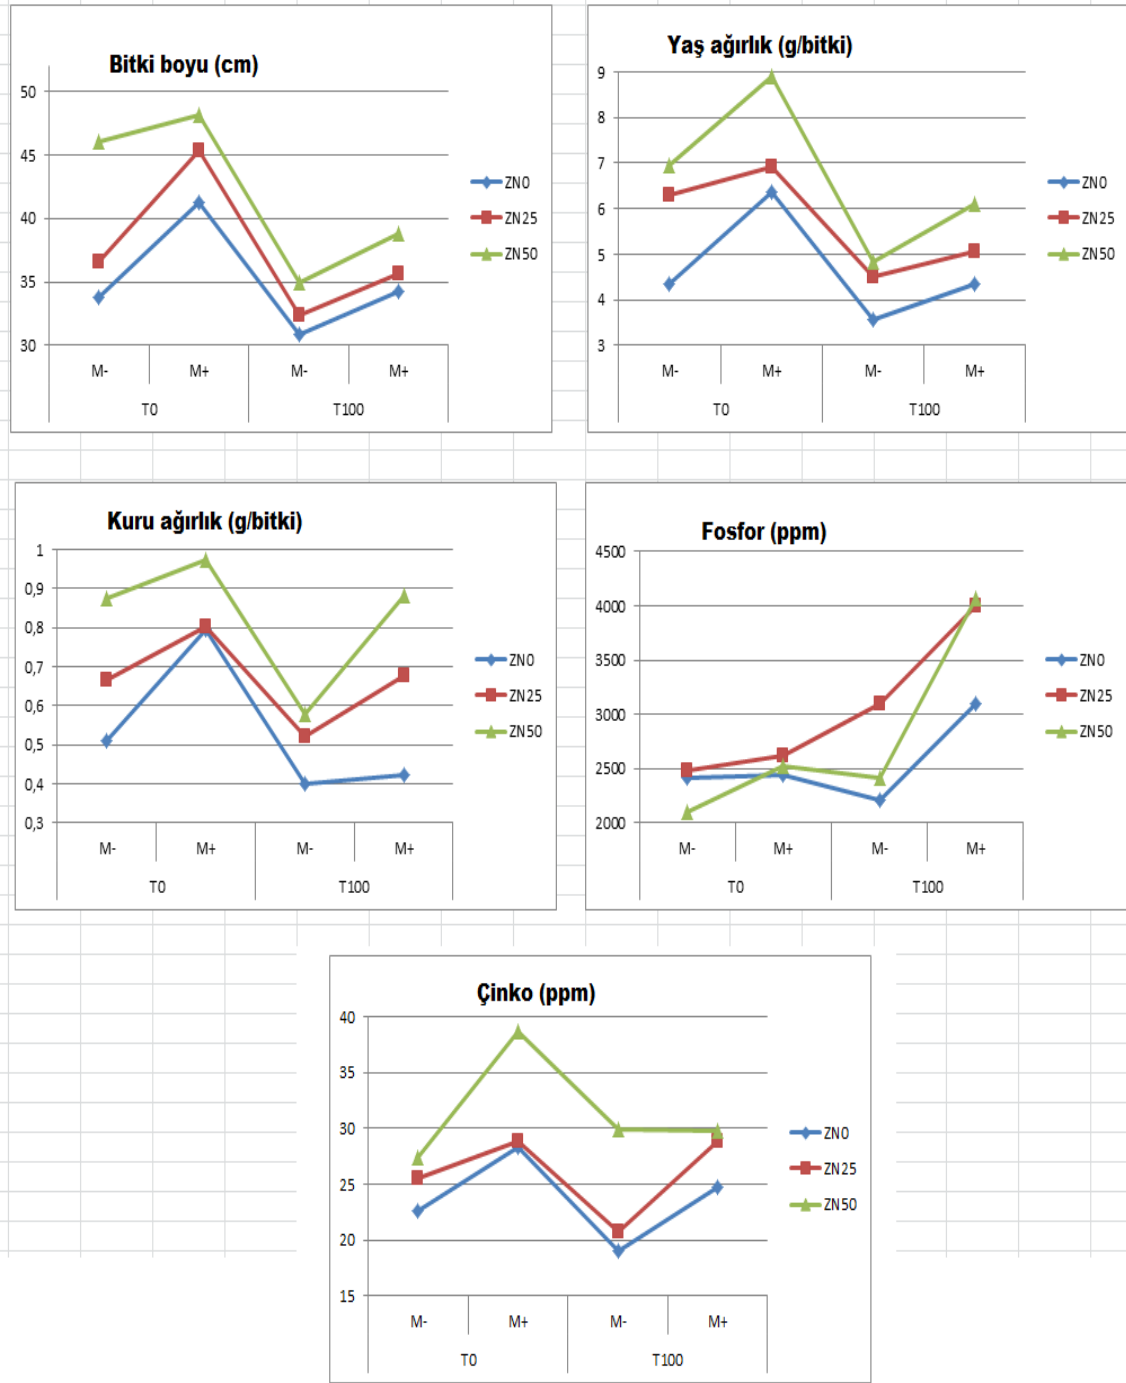 Bitki boyu (cm)
50
45
40
35
30
M- M+ M- M+
T0 T100
ZN0
ZN25
ZN50
Yaş ağırlık (g/bitki)
9
8
7
6
5
4
3
M- M+ M- M+
T0 T100
ZN0
ZN25
ZN50
Kuru ağırlık (g/bitki)
1
0,9
0,8
0,7
0,6
0,5
0,4
0,3
M- M+ M- M+
T0 T100
ZN0
ZN25
ZN50
Fosfor (ppm)
4500
4000
3500
3000
2500
2000
M- M+ M- M+
T0 T100
ZN0
ZN25
ZN50
Çinko (ppm)
40
35
30
25
20
15
M- M+ M- M+
T0 T100
ZN0
ZN25
ZN50